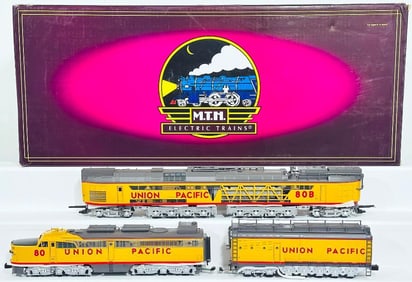 M.T.H.
ELECTRIC TRAINS®
UNION PACIFIC 80B
80 UNION PACIFIC
UNION PACIFIC